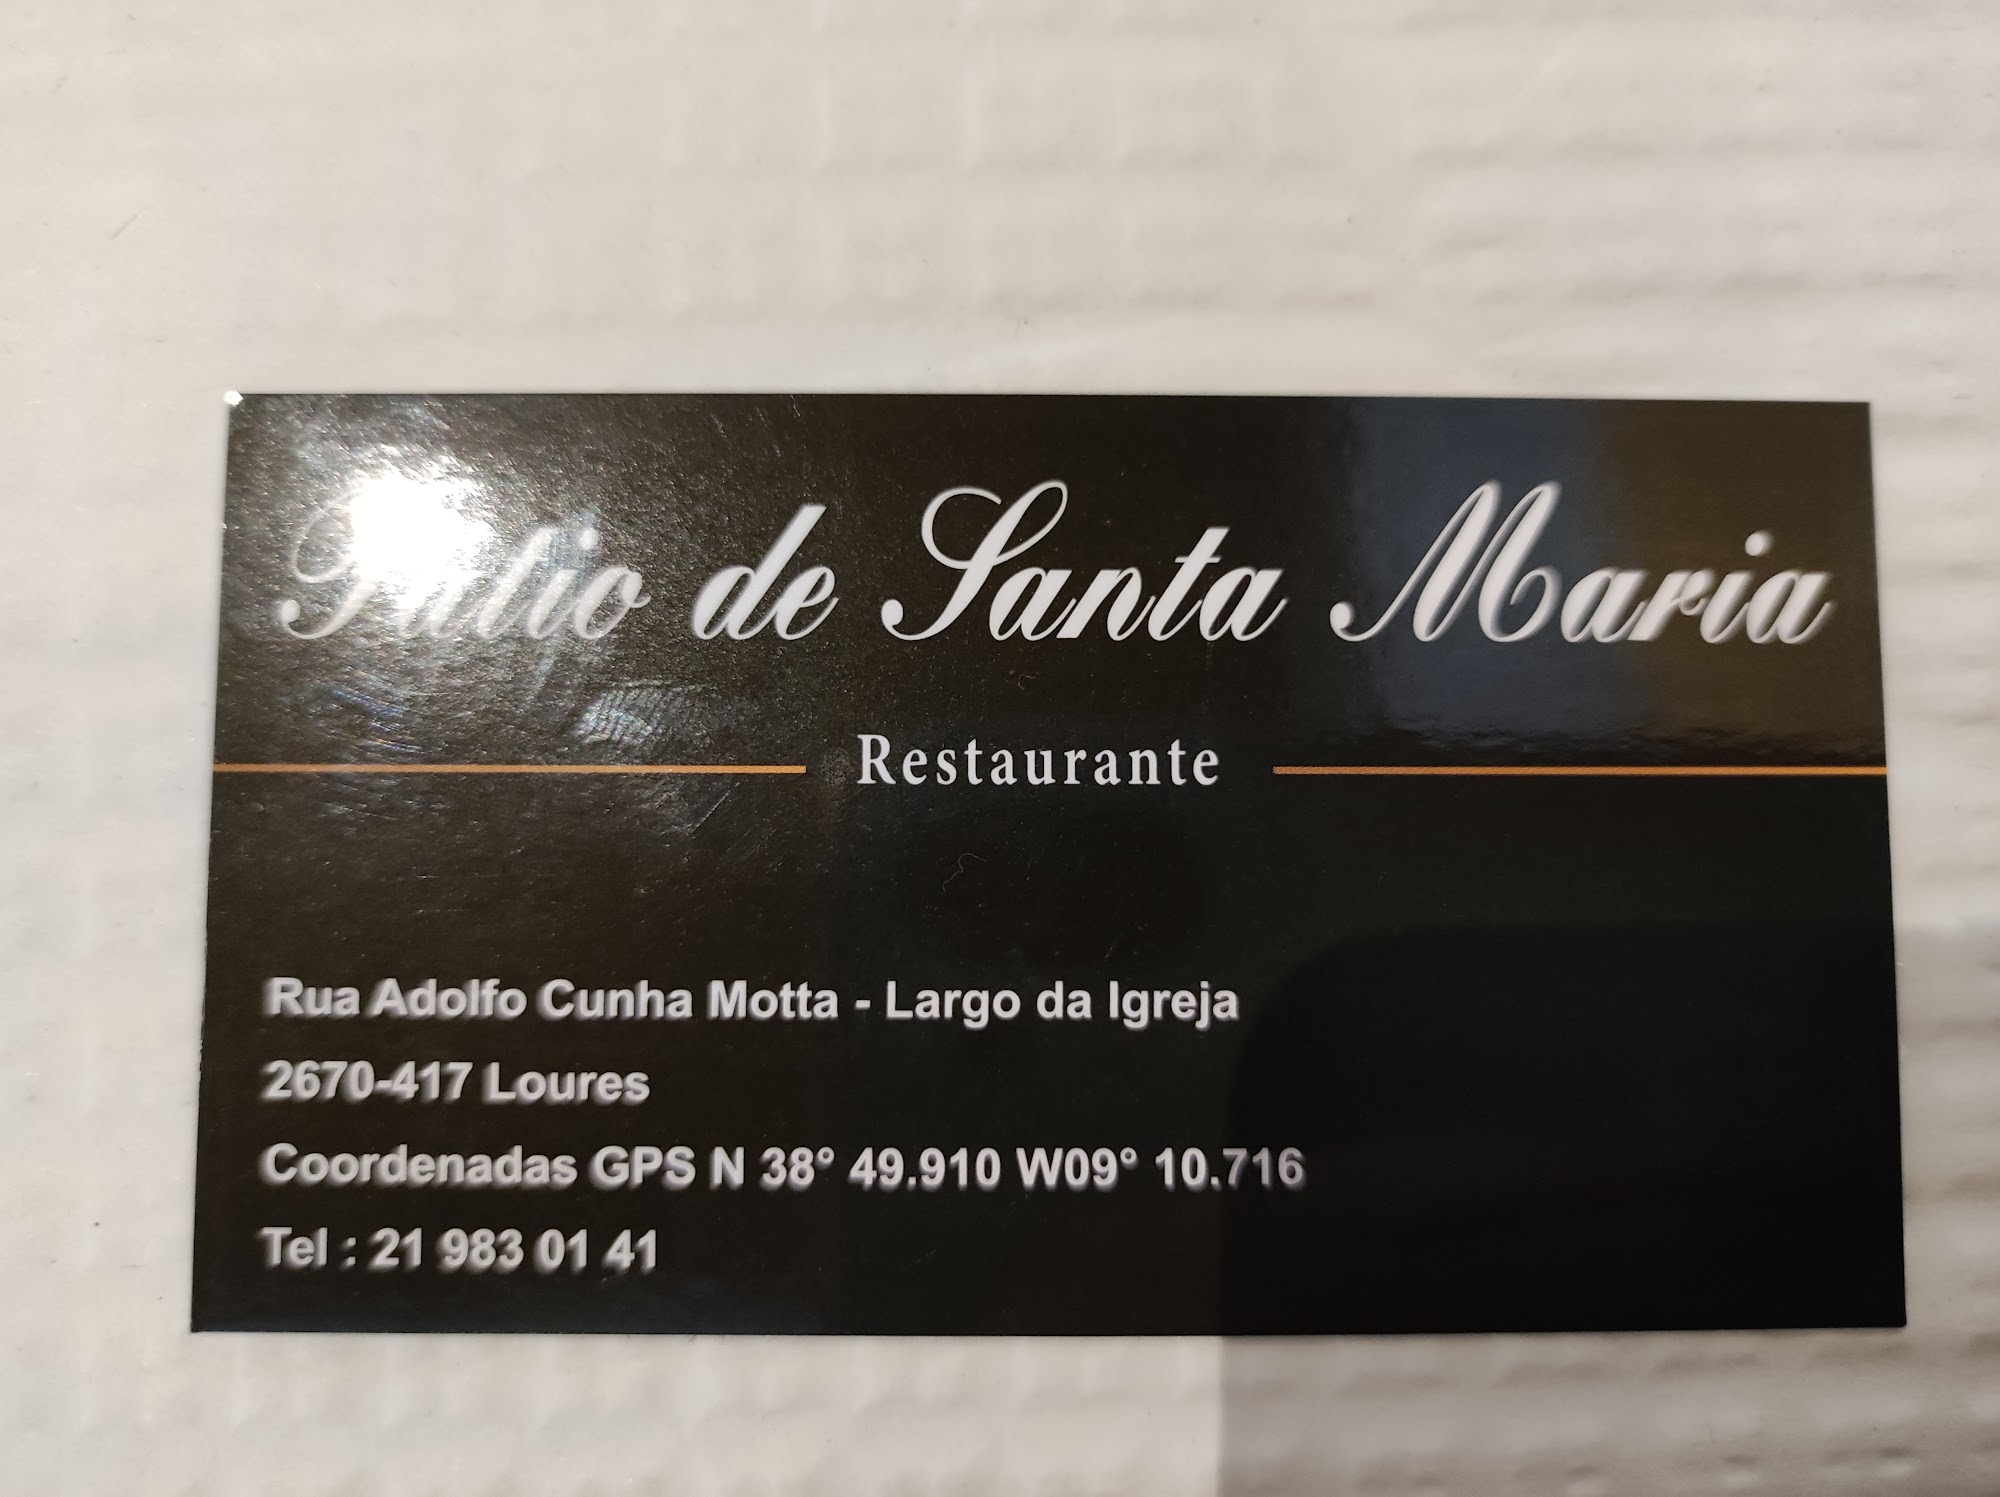 Pátio de Santa Maria
Restaurante
Rua Adolfo Cunha Motta - Largo da Igreja
2670-417 Loures
Coordenadas GPS N 38° 49.910 W09° 10.716
Tel : 21 983 01 41